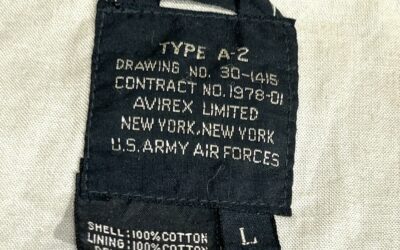 TYPE A-2
DRAWING NO. 30-1415
CONTRACT NO. 1978-01
AVIREX LIMITED
NEW YORK, NEW YORK
U.S. ARMY AIR FORCES
SHELL: 100% COTTON
LINING: 100% COTTON
L